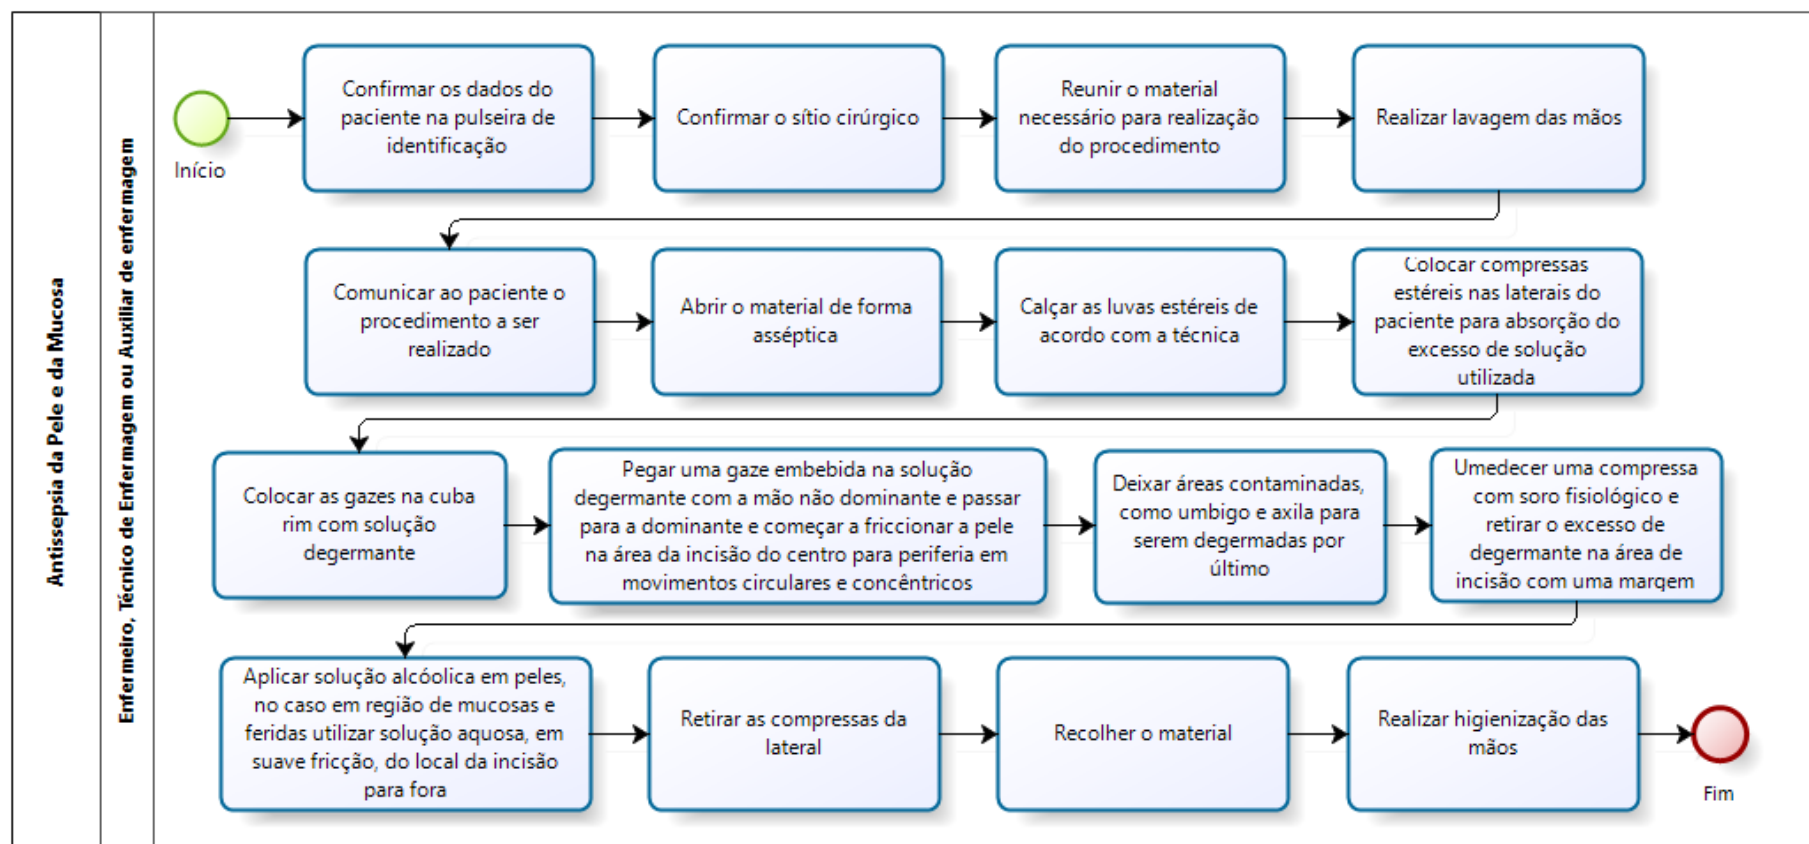 Antissepsia da Pele e da Mucosa
Enfermeiro, Técnico de Enfermagem ou Auxiliar de enfermagem
Início
Confirmar os dados do
paciente na pulseira de
identificação
Confirmar o sítio cirúrgico
Reunir o material
necessário para realização
do procedimento
Realizar lavagem das mãos
Comunicar ao paciente o
procedimento a ser
realizado
Abrir o material de forma
asséptica
Calçar as luvas estéreis de
acordo com a técnica
Colocar compressas
estéreis nas laterais do
paciente para absorção do
excesso de solução
utilizada
Colocar as gazes na cuba
rim com solução
degermante
Pegar uma gaze embebida na solução
degermante com a mão não dominante e passar
para a dominante e começar a friccionar a pele
na área da incisão do centro para periferia em
movimentos circulares e concêntricos
Deixar áreas contaminadas,
como umbigo e axila para
serem degermadas por
último
Umedecer uma compressa
com soro fisiológico e
retirar o excesso de
degermante na área de
incisão com uma margem
Aplicar solução alcóolica em peles,
no caso em região de mucosas e
feridas utilizar solução aquosa, em
suave fricção, do local da incisão
para fora
Retirar as compressas da
lateral
Recolher o material
Realizar higienização das
mãos
Fim